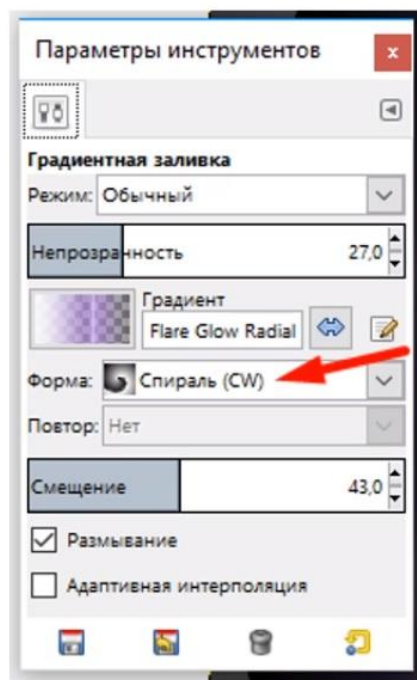 Параметры инструментов
x
Градиентная заливка
Режим: Обычный
Непрозрачность 27,0
Градиент
Flare Glow Radial
Форма: Спираль (CW)
Повтор: Нет
Смещение 43,0
Размывание
Адаптивная интерполяция